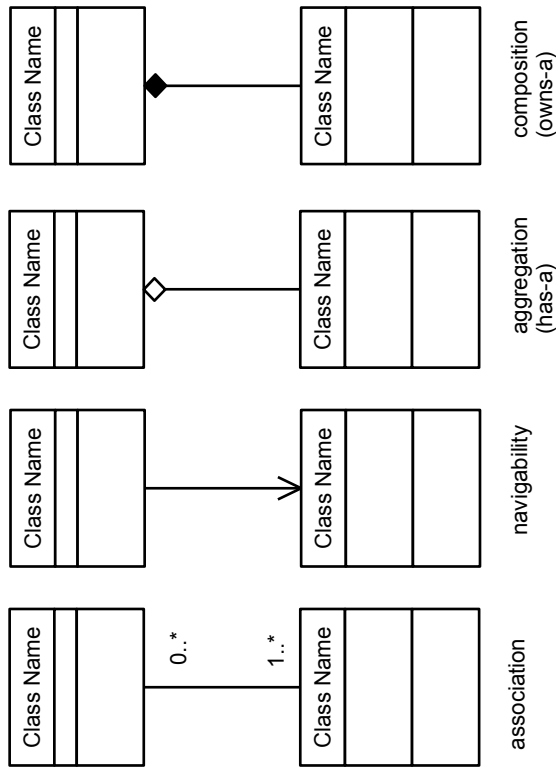 Class Name
Class Name
Class Name
Class Name
0..*
1..*
Class Name
Class Name
Class Name
Class Name
association
navigability
aggregation
(has-a)
composition
(owns-a)